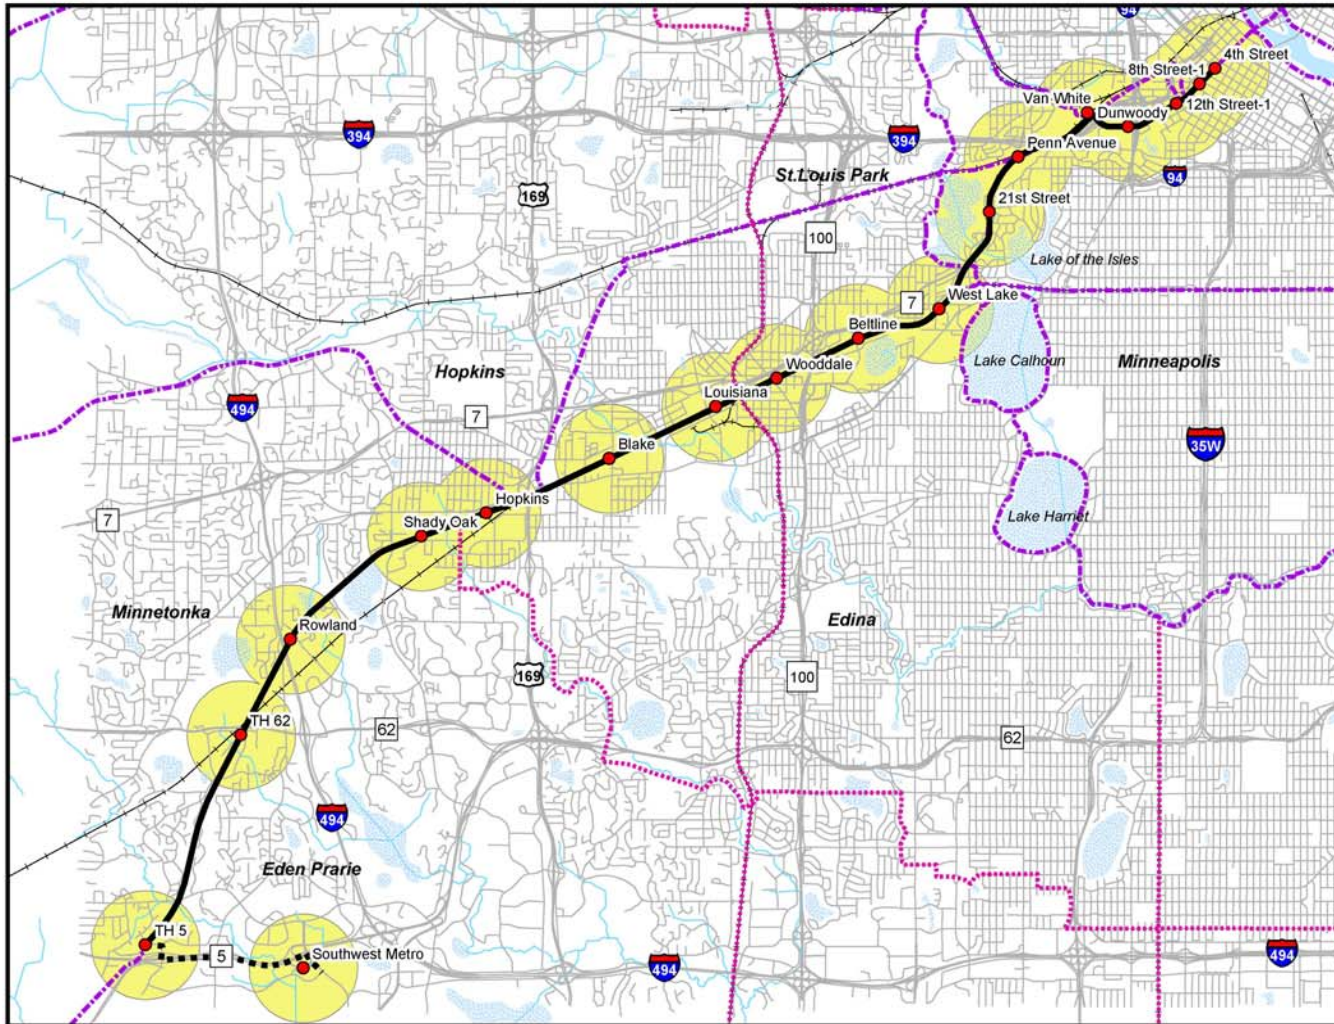 94
4th Street
8th Street-1
Van White
12th Street-1
Dunwoody
394
394
Penn Avenue
St.Louis Park
94
169
21st Street
100
Lake of the Isles
West Lake
7
Beltline
Lake Calhoun
Minneapolis
Wooddale
Hopkins
Louisiana
494
7
Blake
35W
Hopkins
Lake Harriet
7
Shady Oak
Minnetonka
Rowland
Edina
169
100
TH 62
62
62
494
Eden Prarie
TH 5
5
Southwest Metro
494
494